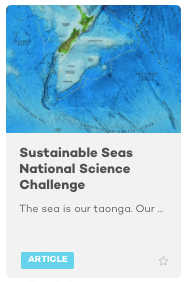 Sustainable Seas
National Science
Challenge
The sea is our taonga. Our ...
ARTICLE